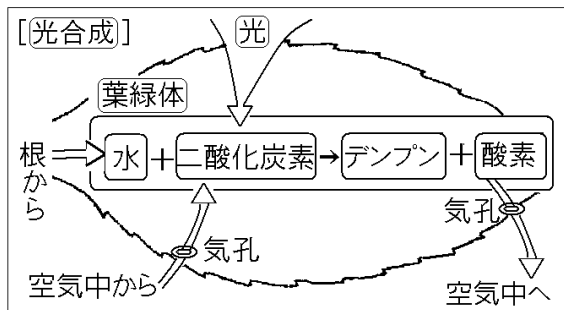 [光合成]
光
葉緑体
根から
水+二酸化炭素→デンプン+酸素
気孔
気孔
空気中から
空気中へ